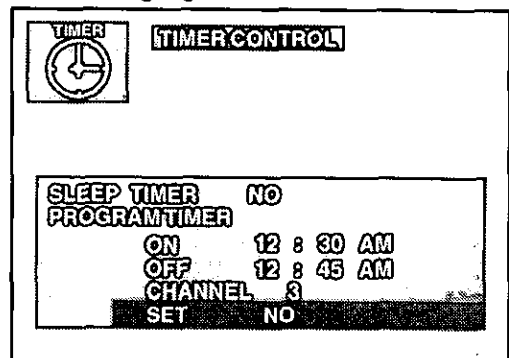 TIMER
TIMER CONTROL
SLEEP TIMER NO
PROGRAM TIMER
ON 12 : 30 AM
OFF 12 : 45 AM
CHANNEL 3
SET NO